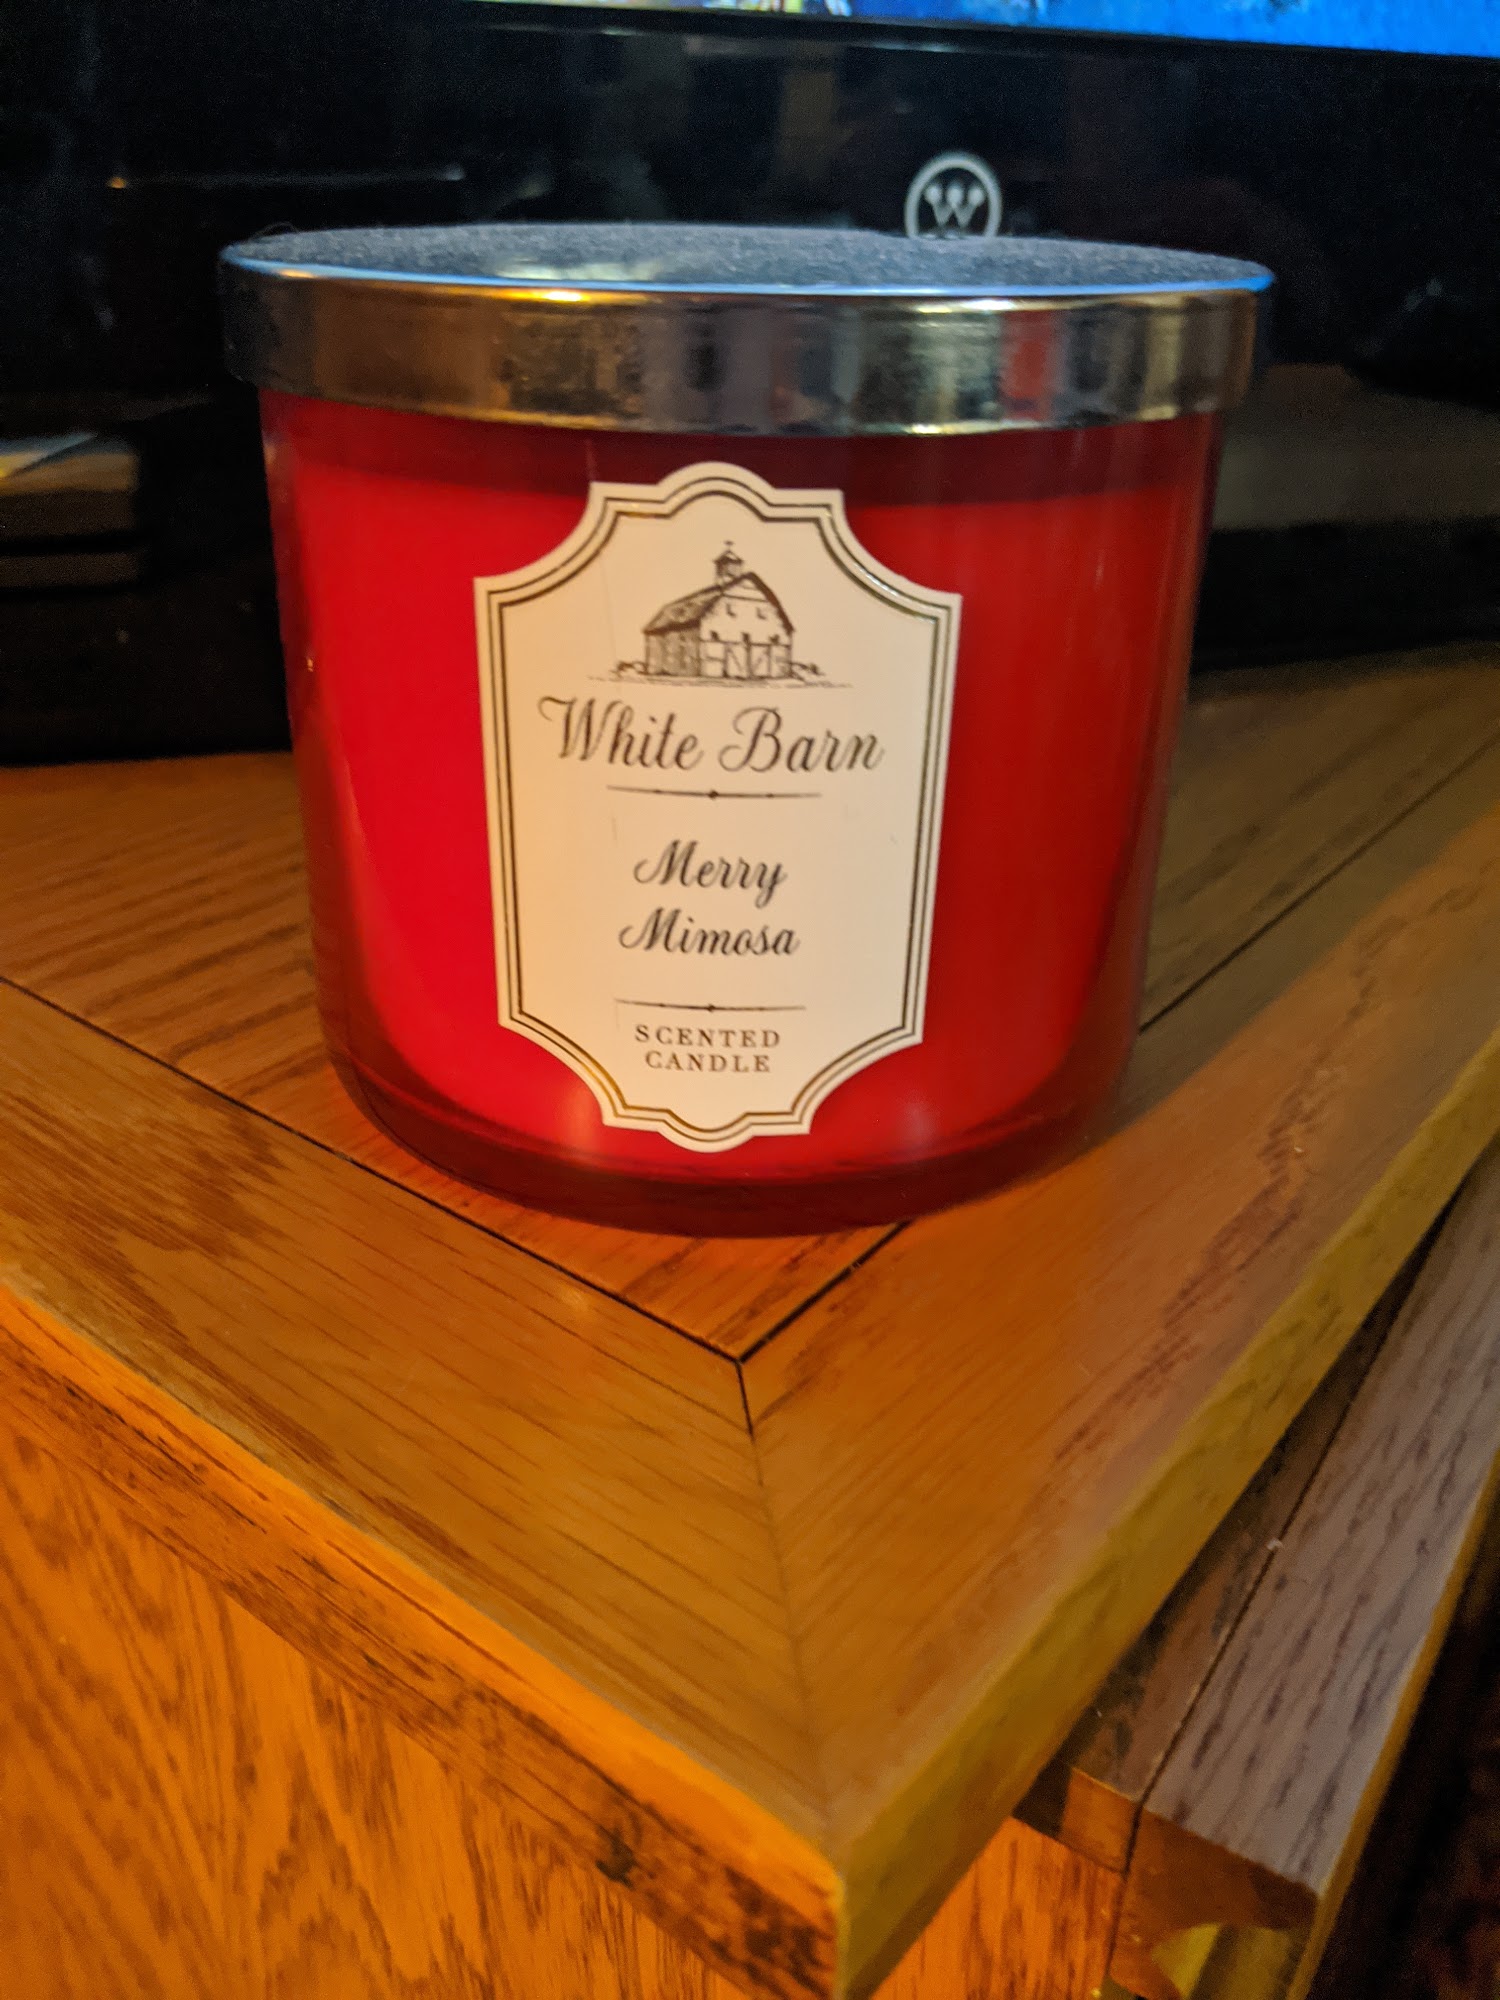 W
White Barn
Merry
Mimosa
SCENTED
CANDLE